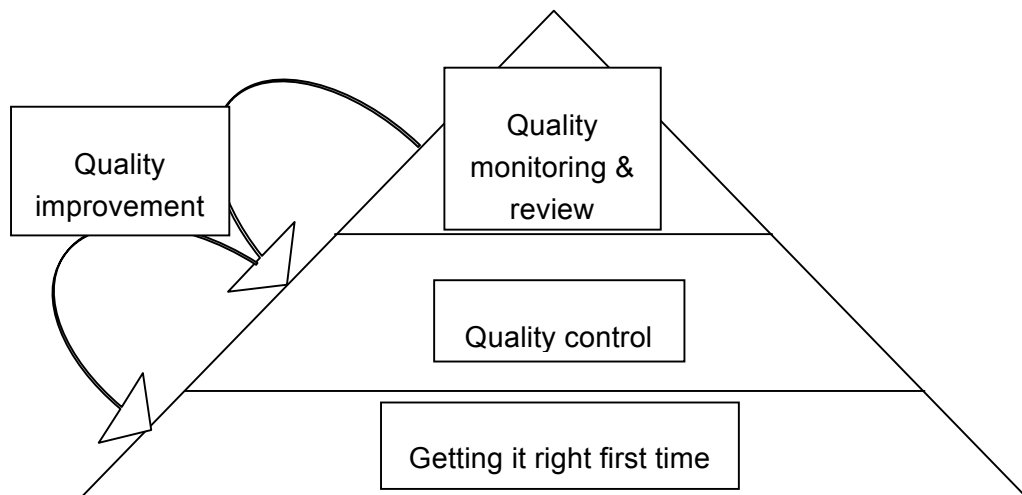 Quality
monitoring &
review
Quality
improvement
Quality control
Getting it right first time